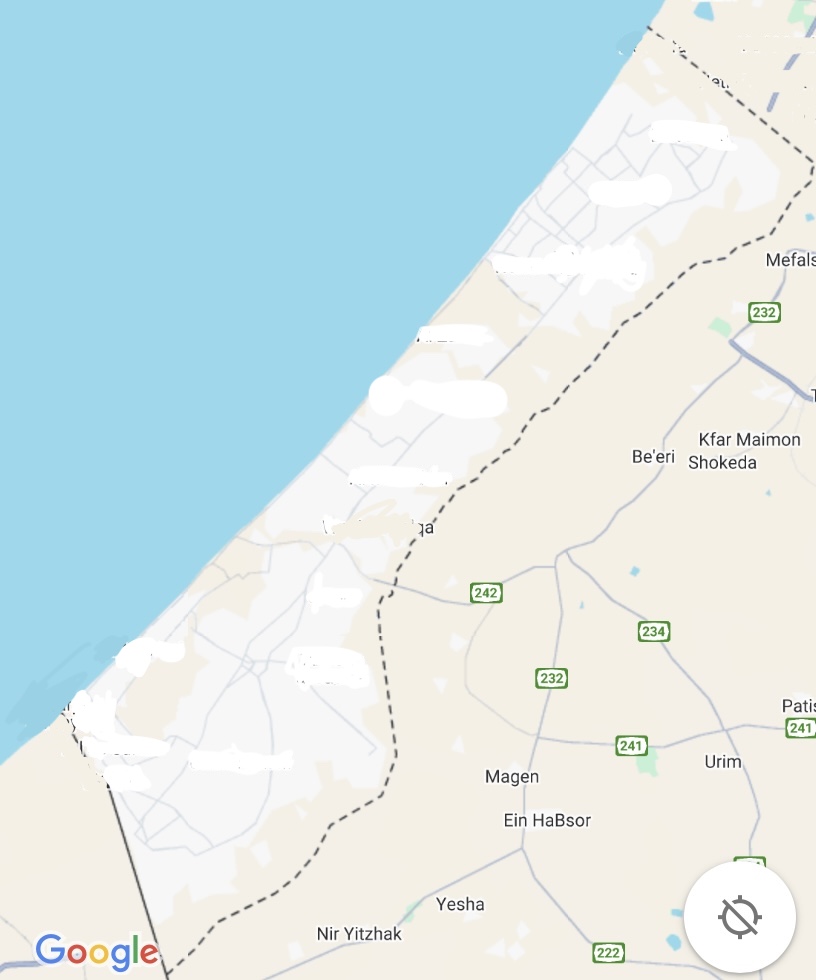 Mefals
232
Kfar Maimon
Be'eri
Shokeda
qa
242
234
232
Patis
241
241
Urim
Magen
Ein HaBsor
Yesha
Nir Yitzhak
222
Google